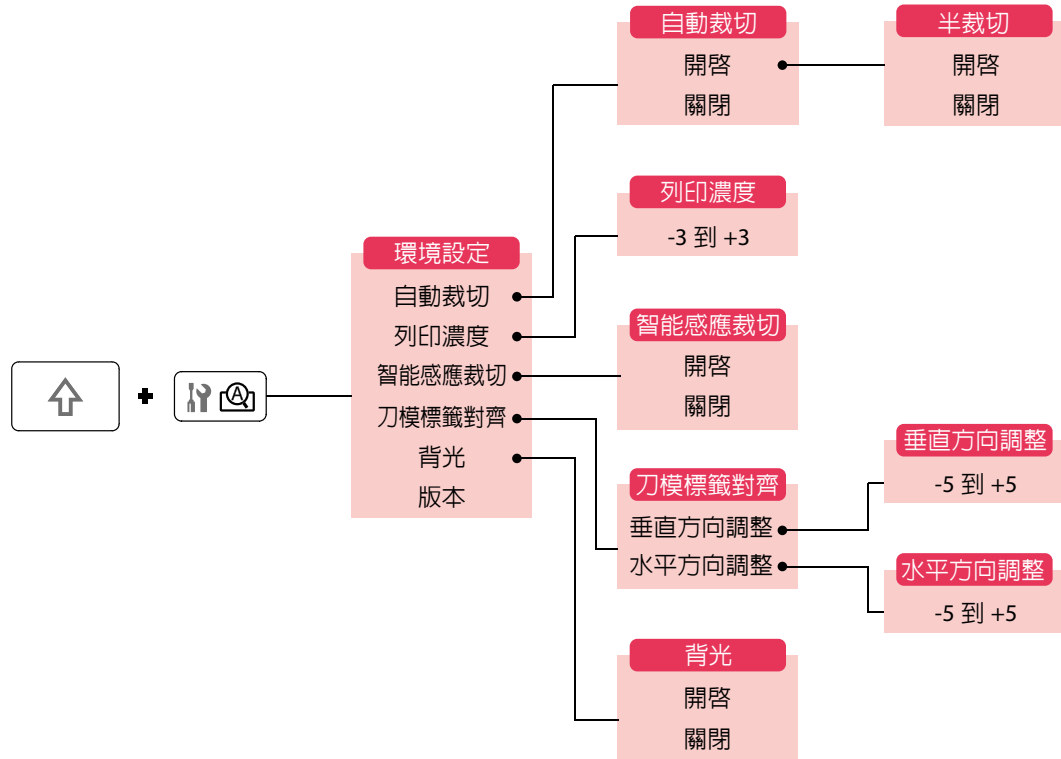 自動裁切
開啓
關閉
半裁切
開啓
關閉
列印濃度
-3 到 +3
環境設定
自動裁切
列印濃度
智能感應裁切
刀模標籤對齊
背光
版本
A
智能感應裁切
開啓
關閉
刀模標籤對齊
垂直方向調整
水平方向調整
垂直方向調整
-5 到 +5
水平方向調整
-5 到 +5
背光
開啓
關閉